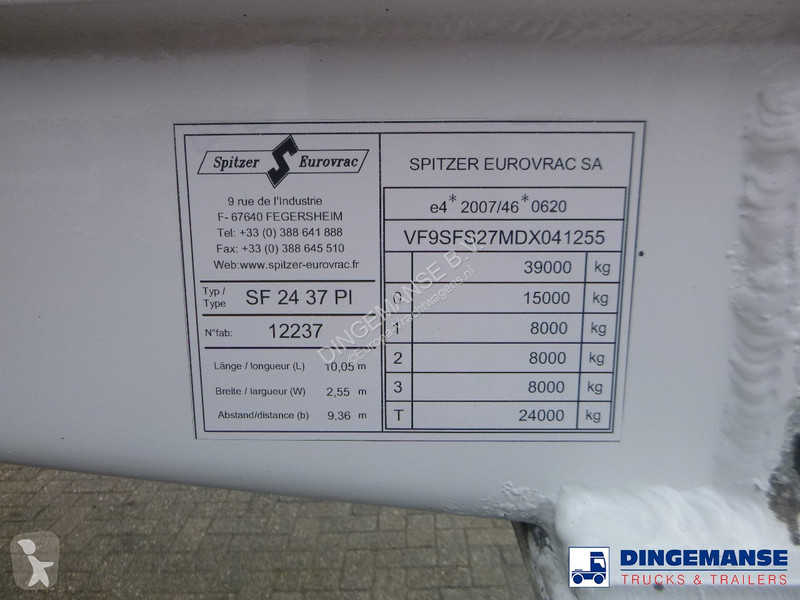 Spitzer S Eurovrac
9 rue de l'Industrie
F- 67640 FEGERSHEIM
Tel: +33 (0) 388 641 888
Fax: +33 (0) 388 645 510
Web:www.spitzer-eurovrac.fr
Typ / Type SF 24 37 PI
N°fab: 12237
Länge / longueur (L) 10,05 m
Breite / largueur (W) 2,55 m
Abstand/distance (b) 9,36 m
SPITZER EUROVRAC SA
e4* 2007/46* 0620
VF9SFS27MDX041255
39000 kg
0 15000 kg
1 8000 kg
2 8000 kg
3 8000 kg
T 24000 kg
DINGEMANSE B.V.
DINGEMANSE
TRUCKS & TRAILERS